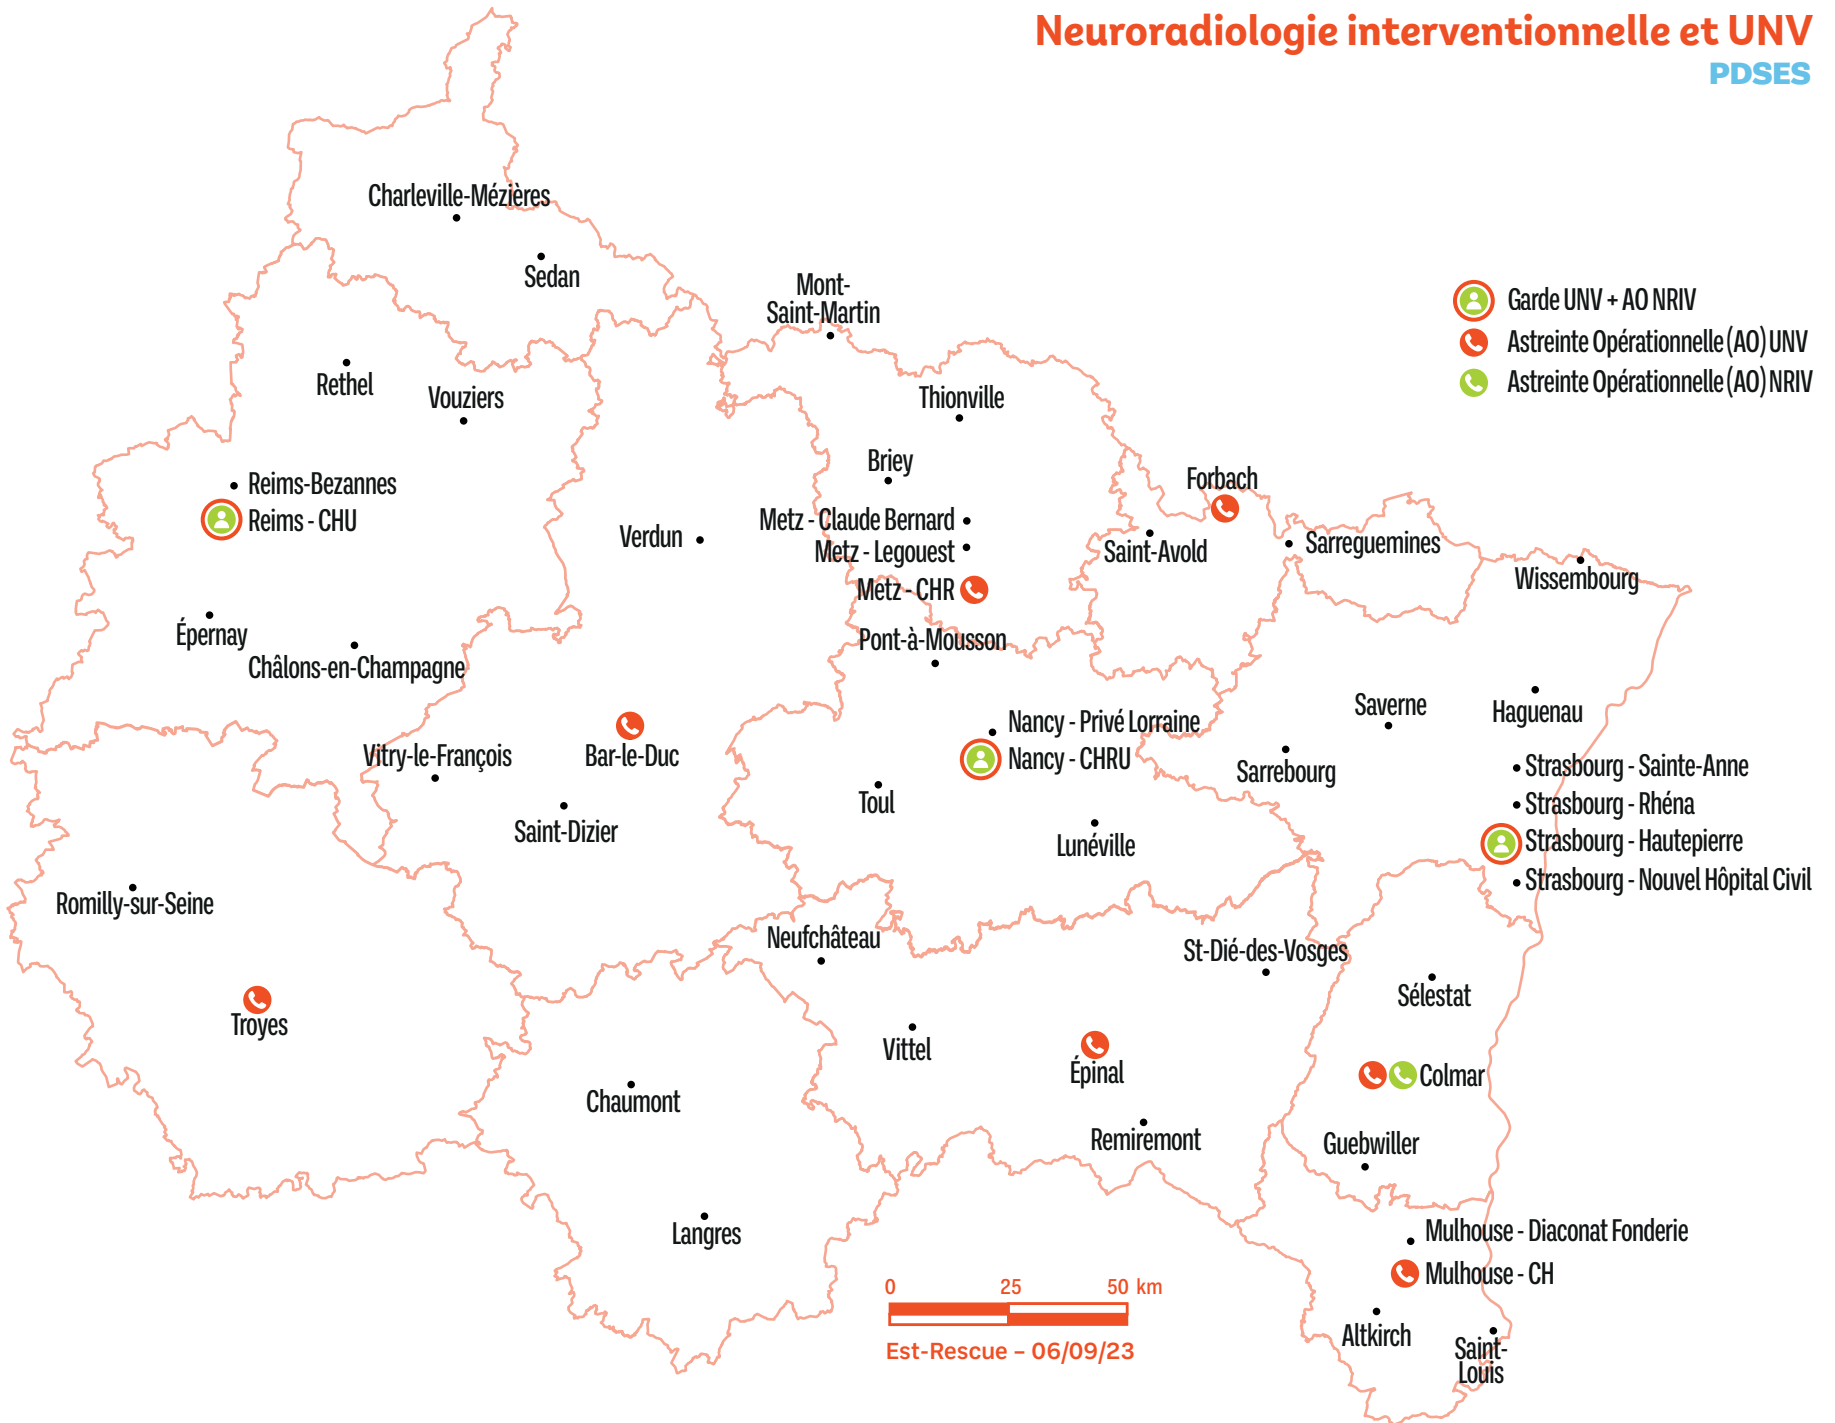 Neuroradiologie interventionnelle et UNV
PDSES
Charleville-Mézières
Sedan
Mont-
Saint-Martin
Garde UNV + AO NRIV
Astreinte Opérationnelle (AO) UNV
Astreinte Opérationnelle (AO) NRIV
Rethel
Vouziers
Thionville
Briey
Forbach
Reims-Bezannes
Reims - CHU
Verdun
Metz - Claude Bernard
Metz - Legouest
Metz - CHR
Saint-Avold
Sarreguemines
Wissembourg
Épernay
Châlons-en-Champagne
Pont-à-Mousson
Saverne
Haguenau
Nancy - Privé Lorraine
Nancy - CHRU
Vitry-le-François
Bar-le-Duc
Sarrebourg
Strasbourg - Sainte-Anne
Strasbourg - Rhéna
Strasbourg - Hautepierre
Strasbourg - Nouvel Hôpital Civil
Toul
Saint-Dizier
Lunéville
Romilly-sur-Seine
Neufchâteau
St-Dié-des-Vosges
Sélestat
Troyes
Vittel
Épinal
Colmar
Chaumont
Remiremont
Guebwiller
Langres
Mulhouse - Diaconat Fonderie
Mulhouse - CH
Altkirch
Saint-
Louis
0 25 50 km
Est-Rescue – 06/09/23